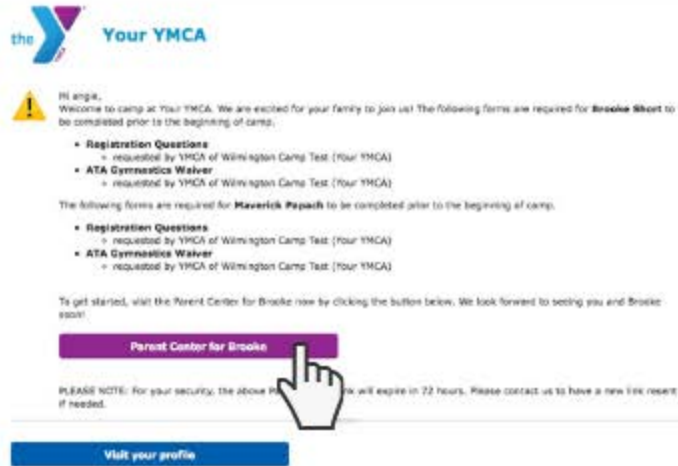 the
YMCA
Your YMCA
Hi angie,
Welcome to camp at Your YMCA. We are excited for your family to join us! The following forms are required for Brooke Short to
be completed prior to the beginning of camp.
• Registration Questions
requested by YMCA of Wilmington Camp Test (Your YMCA)
• ATA Gymnastics Waiver
requested by YMCA of Wilmington Camp Test (Your YMCA)
The following forms are required for Maverick Papach to be completed prior to the beginning of camp.
• Registration Questions
requested by YMCA of Wilmington Camp Test (Your YMCA)
• ATA Gymnastics Waiver
requested by YMCA of Wilmington Camp Test (Your YMCA)
To get started, visit the Parent Center for Brooke now by clicking the button below. We look forward to seeing you and Brooke
soon!
Parent Center for Brooke
PLEASE NOTE: For your security, the above will expire in 72 hours. Please contact us to have a new link resent
if needed.
Visit your profile